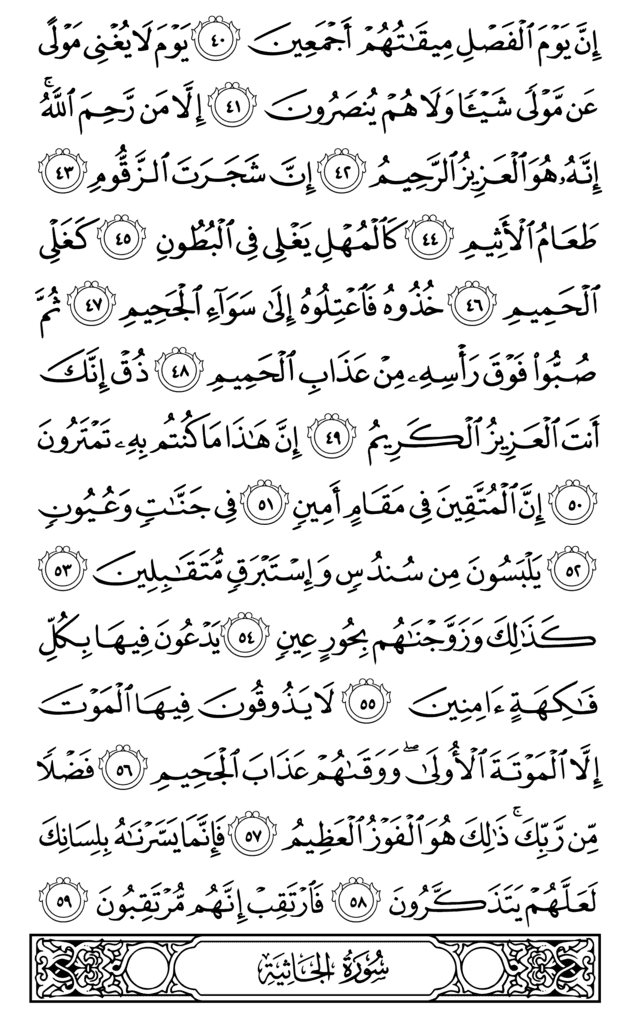 إِنَّ يَوْمَ ٱلْفَصْلِ مِيقَـٰتُهُمْ أَجْمَعِينَ ٤٠ يَوْمَ لَا يُغْنِى مَوْلًى
عَن مَّوْلًى شَيْـًٔا وَلَا هُمْ يُنصَرُونَ ٤١ إِلَّا مَن رَّحِمَ ٱللَّهُ ۚ
إِنَّهُۥ هُوَ ٱلْعَزِيزُ ٱلرَّحِيمُ ٤٢ إِنَّ شَجَرَتَ ٱلزَّقُّومِ ٤٣
طَعَامُ ٱلْأَثِيمِ ٤٤ كَٱلْمُهْلِ يَغْلِى فِى ٱلْبُطُونِ ٤٥ كَغَلْىِ
ٱلْحَمِيمِ ٤٦ خُذُوهُ فَٱعْتِلُوهُ إِلَىٰ سَوَآءِ ٱلْجَحِيمِ ٤٧ ثُمَّ
صُبُّوا۟ فَوْقَ رَأْسِهِۦ مِنْ عَذَابِ ٱلْحَمِيمِ ٤٨ ذُقْ إِنَّكَ
أَنتَ ٱلْعَزِيزُ ٱلْكَرِيمُ ٤٩ إِنَّ هَـٰذَا مَا كُنتُم بِهِۦ تَمْتَرُونَ
٥٠ إِنَّ ٱلْمُتَّقِينَ فِى مَقَامٍ أَمِينٍ ٥١ فِى جَنَّـٰتٍ وَعُيُونٍ
٥٢ يَلْبَسُونَ مِن سُندُسٍ وَإِسْتَبْرَقٍ مُّتَقَـٰبِلِينَ ٥٣
كَذَٰلِكَ وَزَوَّجْنَـٰهُم بِحُورٍ عِينٍ ٥٤ يَدْعُونَ فِيهَا بِكُلِّ
فَـٰكِهَةٍ ءَامِنِينَ ٥٥ لَا يَذُوقُونَ فِيهَا ٱلْمَوْتَ
إِلَّا ٱلْمَوْتَةَ ٱلْأُولَىٰ ۖ وَوَقَىٰهُمْ عَذَابَ ٱلْجَحِيمِ ٥٦ فَضْلًا
مِّن رَّبِّكَ ۚ ذَٰلِكَ هُوَ ٱلْفَوْزُ ٱلْعَظِيمُ ٥٧ فَإِنَّمَا يَسَّرْنَـٰهُ بِلِسَانِكَ
لَعَلَّهُمْ يَتَذَكَّرُونَ ٥٨ فَٱرْتَقِبْ إِنَّهُم مُّرْتَقِبُونَ ٥٩
سُورَةُ الجَاثِيَةِ